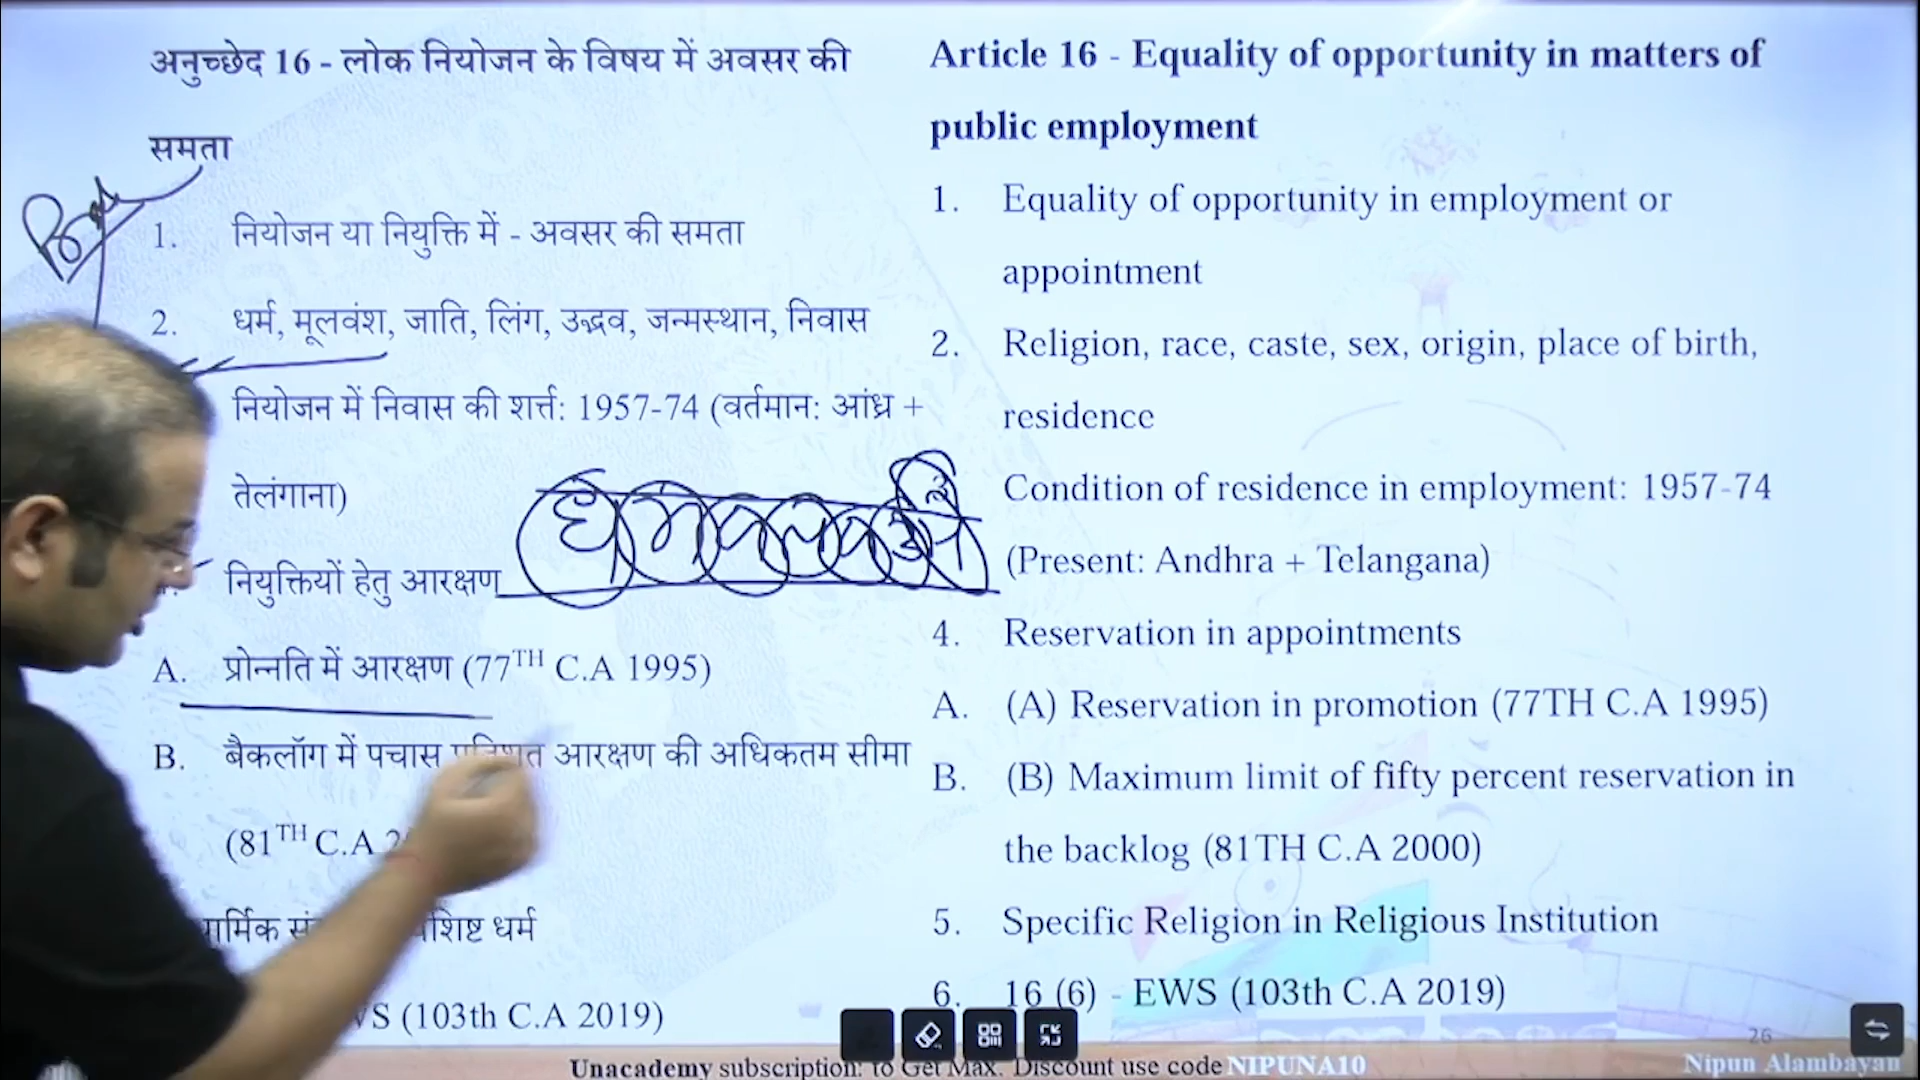 अनुच्छेद 16 - लोक नियोजन के विषय में अवसर की
समता
1. नियोजन या नियुक्ति में - अवसर की समता
2. धर्म, मूलवंश, जाति, लिंग, उद्भव, जन्मस्थान, निवास
नियोजन में निवास की शर्त्त: 1957-74 (वर्तमान: आंध्र +
तेलंगाना)
नियुक्तियों हेतु आरक्षण
A. प्रोन्नति में आरक्षण (77TH C.A 1995)
B. बैकलॉग में पचास आरक्षण की अधिकतम सीमा
(81TH C.A
धर्म
(103th C.A 2019)
Article 16 - Equality of opportunity in matters of
public employment
1. Equality of opportunity in employment or
appointment
2. Religion, race, caste, sex, origin, place of birth,
residence
Condition of residence in employment: 1957-74
(Present: Andhra + Telangana)
4. Reservation in appointments
A. (A) Reservation in promotion (77TH C.A 1995)
B. (B) Maximum limit of fifty percent reservation in
the backlog (81TH C.A 2000)
5. Specific Religion in Religious Institution
6. 16 (6) - EWS (103th C.A 2019)
26
Unacademy subscription: to Get Max. Discount use code NIPUNA10
Nipun Alambayan